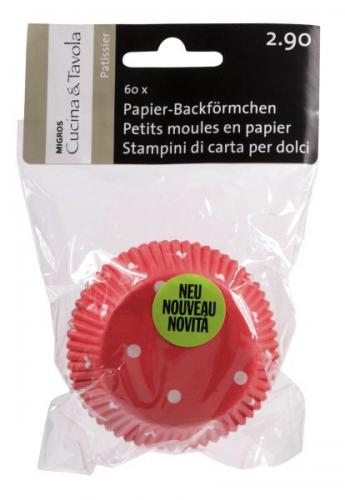 MIGROS
Cucina & Tavola
Patissier
2.90
60 x
Papier-Backförmchen
Petits moules en papier
Stampini di carta per dolci
NEU
NOUVEAU
NOVITÀ